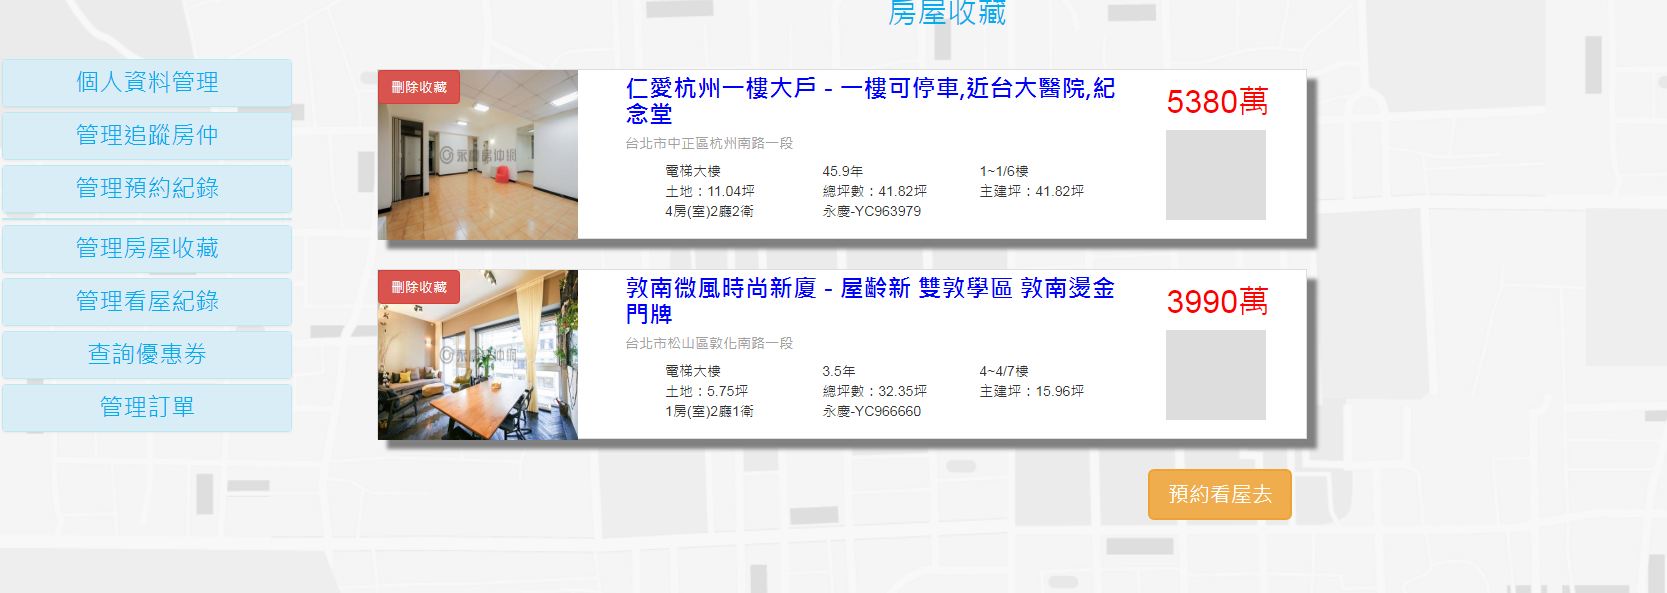 房屋收藏
個人資料管理
管理追蹤房仲
管理預約紀錄
管理房屋收藏
管理看屋紀錄
查詢優惠券
管理訂單
刪除收藏
永慶房仲網
仁愛杭州一樓大戶 - 一樓可停車,近台大醫院,紀
念堂
台北市中正區杭州南路一段
電梯大樓 45.9年 1~1/6樓
土地：11.04坪 總坪數：41.82坪 主建坪：41.82坪
4房(室)2廳2衛 永慶-YC963979
5380萬
刪除收藏
永慶房仲網
敦南微風時尚新廈 - 屋齡新 雙敦學區 敦南燙金
門牌
台北市松山區敦化南路一段
電梯大樓 3.5年 4~4/7樓
土地：5.75坪 總坪數：32.35坪 主建坪：15.96坪
1房(室)2廳1衛 永慶-YC966660
3990萬
預約看屋去